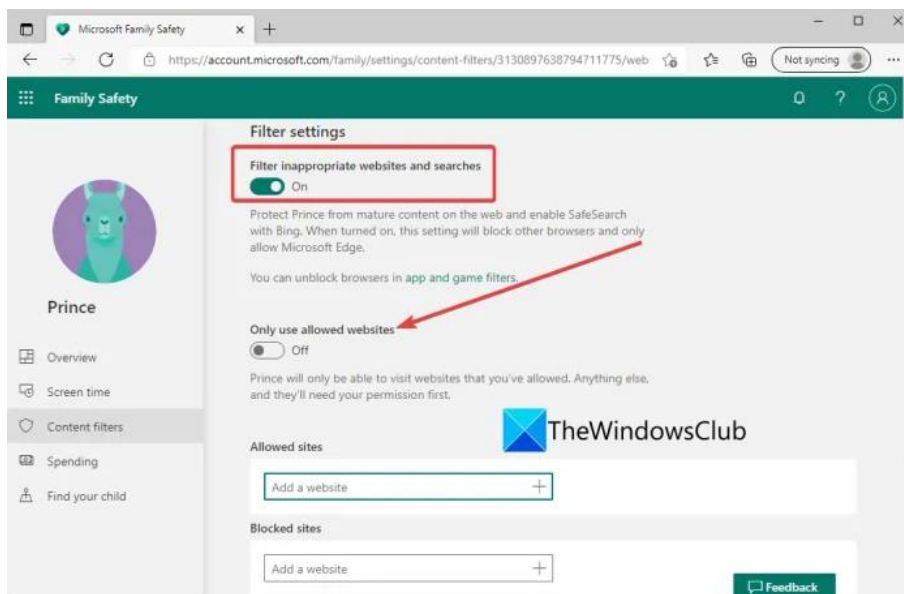 Microsoft Family Safety
https://account.microsoft.com/family/settings/content-filters/3130897638794711775/web
Not syncing
Family Safety
Filter settings
Filter inappropriate websites and searches
On
Protect Prince from mature content on the web and enable SafeSearch
with Bing. When turned on, this setting will block other browsers and only
allow Microsoft Edge.
You can unblock browsers in app and game filters.
Prince
Only use allowed websites
Off
Overview
Prince will only be able to visit websites that you've allowed. Anything else,
and they'll need your permission first.
Screen time
Content filters
TheWindowsClub
Allowed sites
Spending
Add a website
Find your child
Blocked sites
Add a website
Feedback